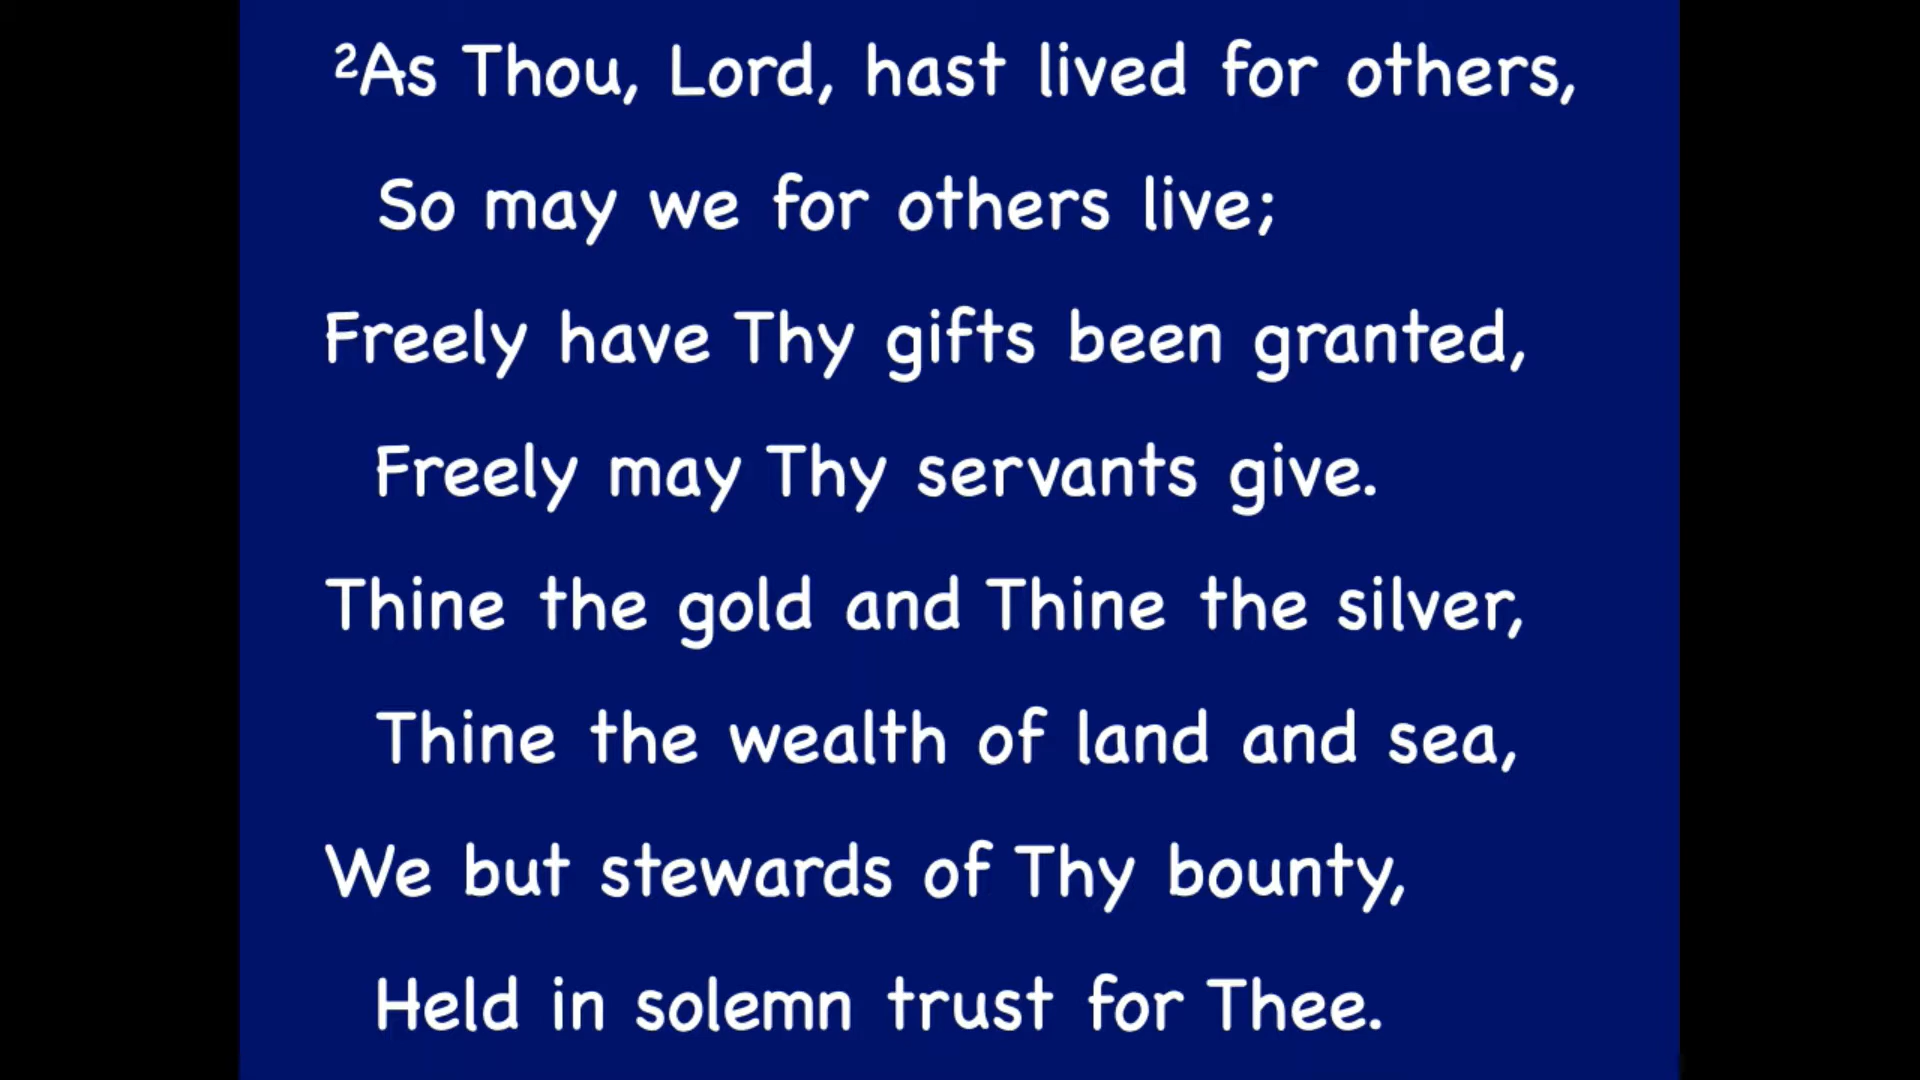 ²As Thou, Lord, hast lived for others,
So may we for others live;
Freely have Thy gifts been granted,
Freely may Thy servants give.
Thine the gold and Thine the silver,
Thine the wealth of land and sea,
We but stewards of Thy bounty,
Held in solemn trust for Thee.